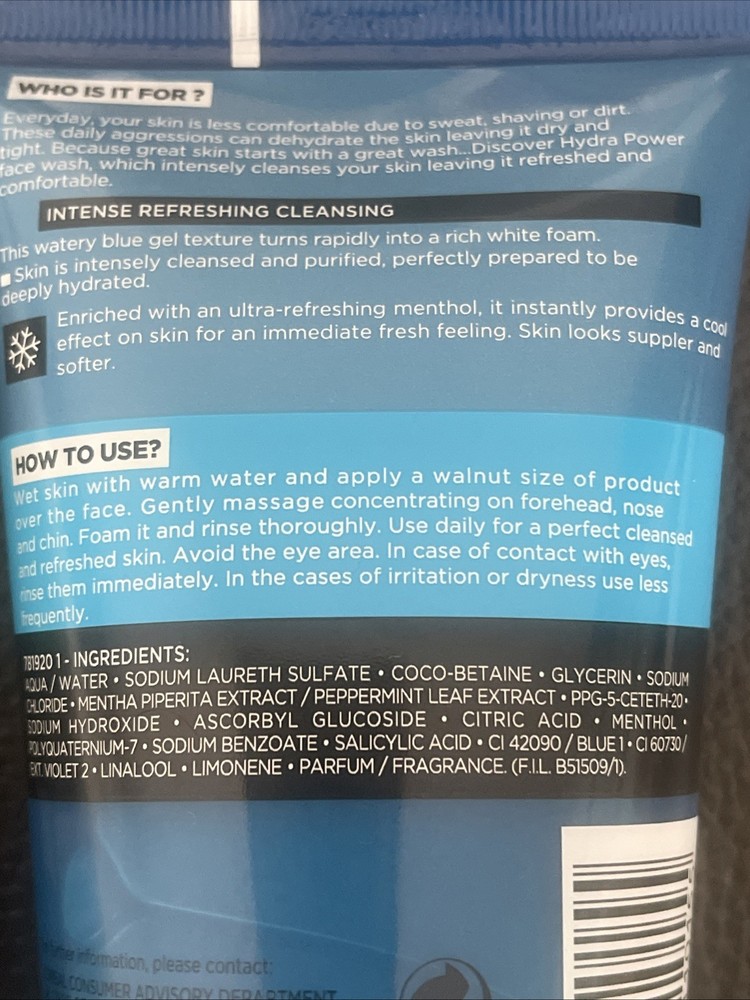 WHO IS IT FOR ?
Everyday, your skin is less comfortable due to sweat, shaving or dirt.
These daily aggressions can dehydrate the skin leaving it dry and
tight. Because great skin starts with a great wash...Discover Hydra Power
face wash, which intensely cleanses your skin leaving it refreshed and
comfortable.
INTENSE REFRESHING CLEANSING
This watery blue gel texture turns rapidly into a rich white foam.
■ Skin is intensely cleansed and purified, perfectly prepared to be
deeply hydrated.
Enriched with an ultra-refreshing menthol, it instantly provides a cool
effect on skin for an immediate fresh feeling. Skin looks suppler and
softer.
HOW TO USE?
Wet skin with warm water and apply a walnut size of product
over the face. Gently massage concentrating on forehead, nose
and chin. Foam it and rinse thoroughly. Use daily for a perfect cleansed
and refreshed skin. Avoid the eye area. In case of contact with eyes,
rinse them immediately. In the cases of irritation or dryness use less
frequently.
781920 1 - INGREDIENTS:
AQUA / WATER • SODIUM LAURETH SULFATE • COCO-BETAINE • GLYCERIN • SODIUM
CHLORIDE • MENTHA PIPERITA EXTRACT / PEPPERMINT LEAF EXTRACT • PPG-5-CETETH-20 •
SODIUM HYDROXIDE • ASCORBYL GLUCOSIDE • CITRIC ACID • MENTHOL •
POLYQUATERNIUM-7 • SODIUM BENZOATE • SALICYLIC ACID • CI 42090 / BLUE 1 • CI 60730 /
EXT. VIOLET 2 • LINALOOL • LIMONENE • PARFUM / FRAGRANCE. (F.I.L. B51509/1).
further information, please contact:
CONSUMER ADVISORY DEPARTMENT